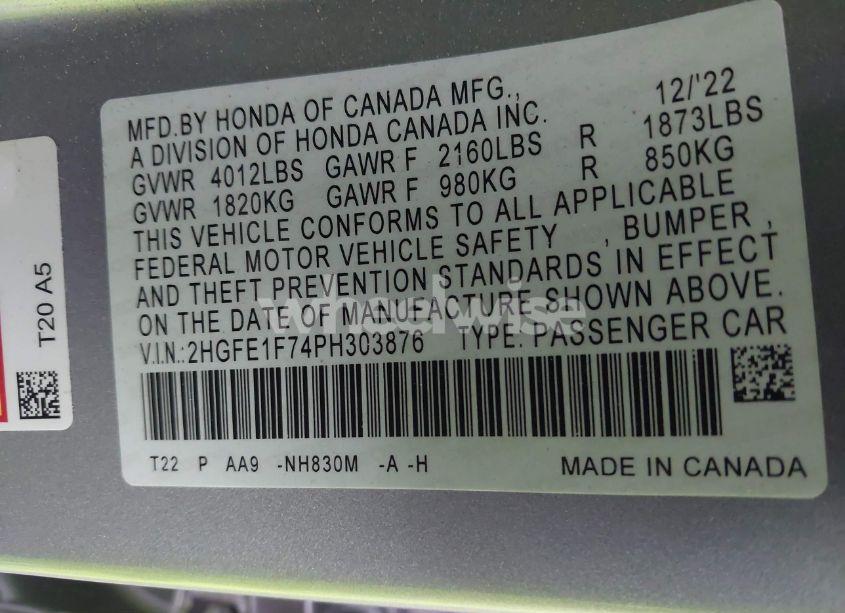 MFD.BY HONDA OF CANADA MFG., 12/'22
A DIVISION OF HONDA CANADA INC.
GVWR 4012LBS GAWR F 2160LBS R 1873LBS
GVWR 1820KG GAWR F 980KG R 850KG
THIS VEHICLE CONFORMS TO ALL APPLICABLE
FEDERAL MOTOR VEHICLE SAFETY , BUMPER ,
AND THEFT PREVENTION STANDARDS IN EFFECT
ON THE DATE OF MANUFACTURE SHOWN ABOVE.
V.I.N.:2HGFE1F74PH303876 TYPE: PASSENGER CAR
T22 P AA9 -NH830M -A -H MADE IN CANADA
T20 A5
wheelwise